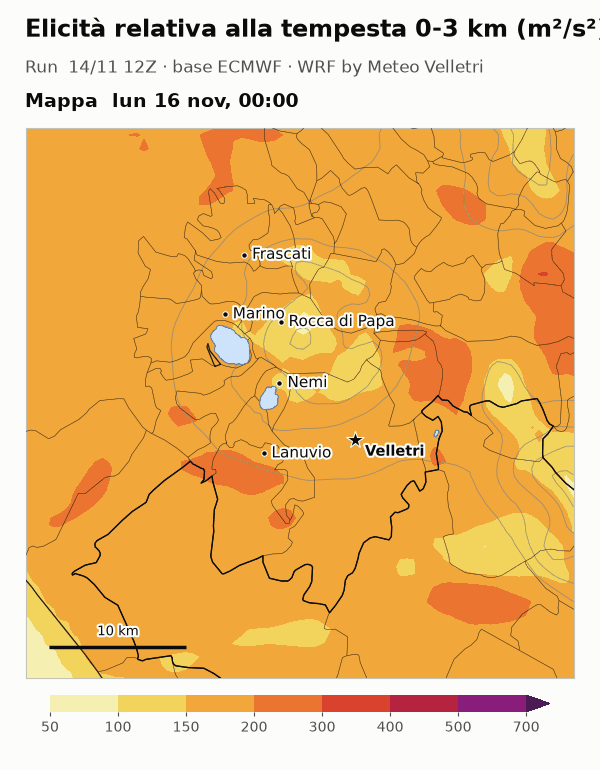 Elicità relativa alla tempesta 0-3 km (m²/s²)
Run 14/11 12Z · base ECMWF · WRF by Meteo Velletri
Mappa lun 16 nov, 00:00
Frascati
Marino
Rocca di Papa
Nemi
Velletri
Lanuvio
10 km
50 100 150 200 300 400 500 700